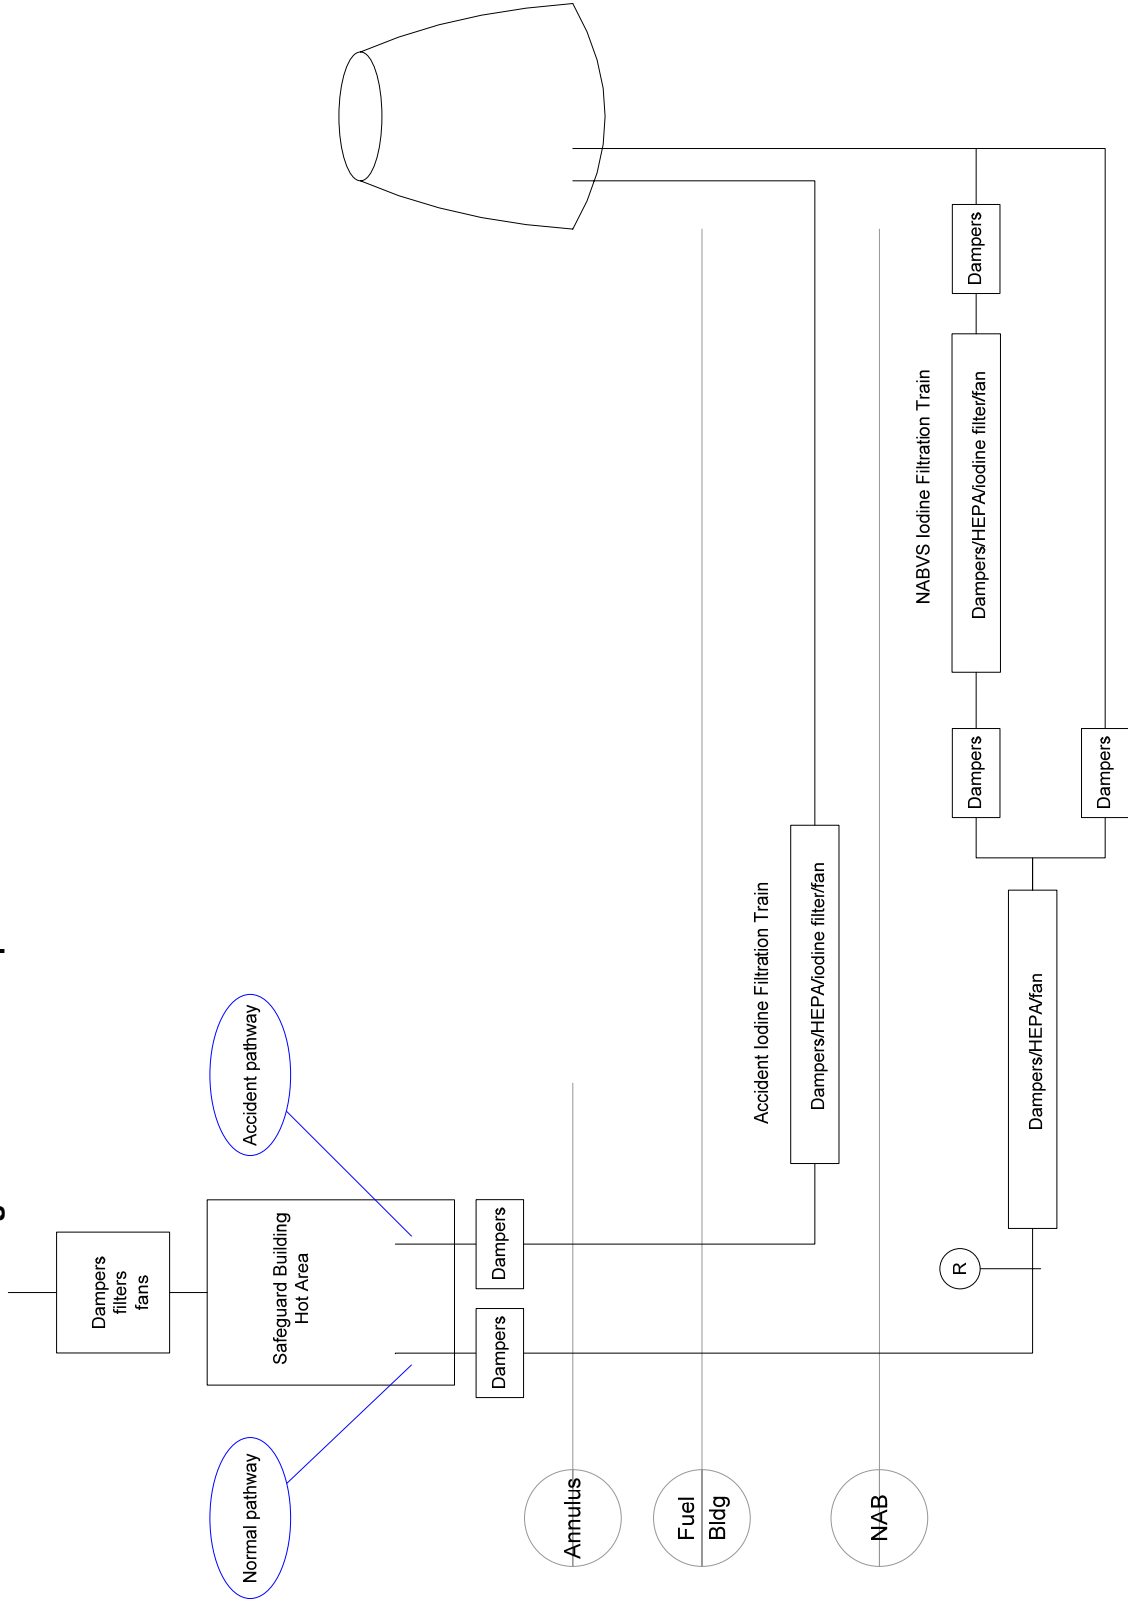 Dampers
filters
fans
Normal pathway
Safeguard Building
Hot Area
Accident pathway
Dampers
Dampers
Annulus
Fuel
Bldg
Accident Iodine Filtration Train
Dampers/HEPA/iodine filter/fan
NAB
NABVS Iodine Filtration Train
R
Dampers
Dampers/HEPA/iodine filter/fan
Dampers
Dampers/HEPA/fan
Dampers